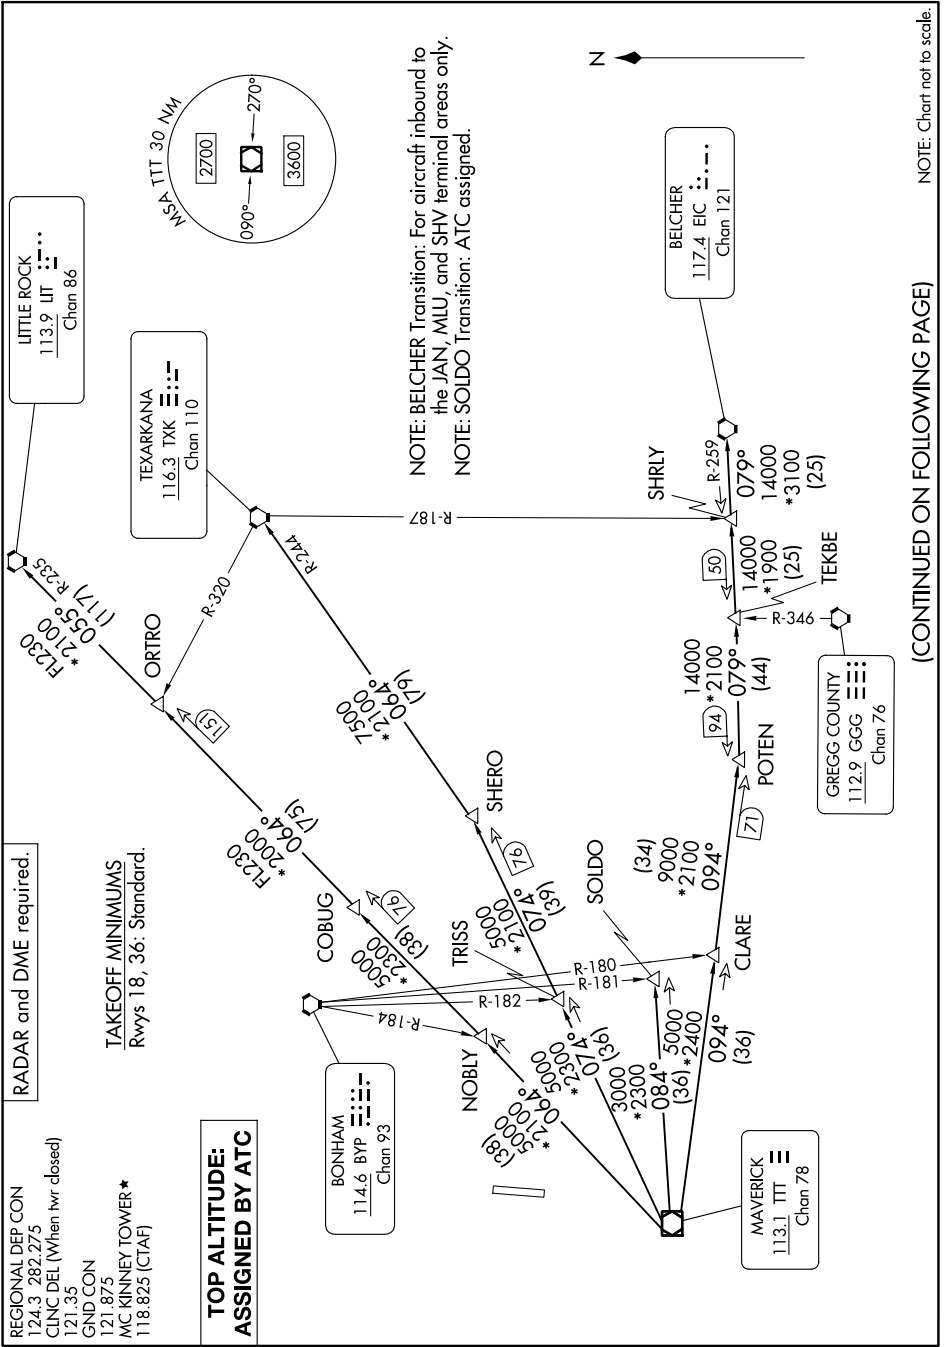 REGIONAL DEP CON
124.3 282.275
CLNC DEL (When twr closed)
121.35
GND CON
121.875
MC KINNEY TOWER★
118.825 (CTAF)
RADAR and DME required.
TAKEOFF MINIMUMS
Rwys 18, 36: Standard.
TOP ALTITUDE:
ASSIGNED BY ATC
LITTLE ROCK
113.9 LIT
Chan 86
TEXARKANA
116.3 TXK
Chan 110
MSA TTT 30 NM
2700
270°
090°
3600
NOTE: BELCHER Transition: For aircraft inbound to
the JAN, MLU, and SHV terminal areas only.
NOTE: SOLDO Transition: ATC assigned.
N
BONHAM
114.6 BYP
Chan 93
R-184
R-182
R-181
R-180
NOBLY
(38)
5000
*2100
064°
COBUG
5000
*2300
(38)
76
FL230
*2000
064°
(75)
ORTRO
151
FL230
*2100
055°
(117)
R-235
R-320
TRISS
5000
*2300
074°
(36)
SHERO
5000
*2100
074°
(39)
76
7500
*2100
064°
(79)
R-244
R-187
SOLDO
3000
*2300
084°
(36)
CLARE
5000
*2400
094°
(36)
POTEN
(34)
9000
*2100
094°
71
94
14000
*2100
079°
(44)
TEKBE
R-346
50
14000
*1900
(25)
SHRLY
R-259
079°
14000
*3100
(25)
BELCHER
117.4 EIC
Chan 121
GREGG COUNTY
112.9 GGG
Chan 76
MAVERICK
113.1 TTT
Chan 78
(CONTINUED ON FOLLOWING PAGE)
NOTE: Chart not to scale.